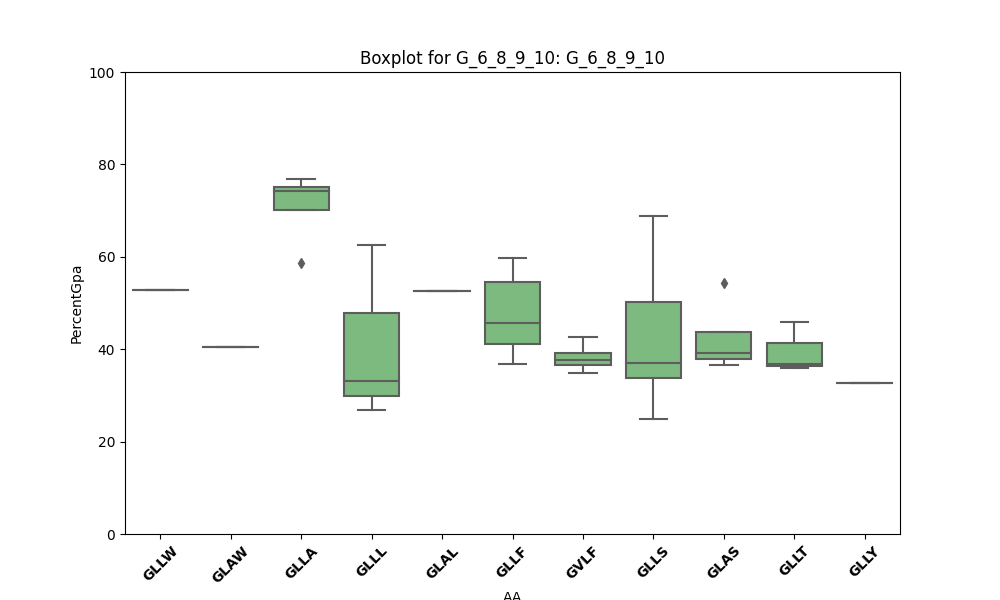 Boxplot for G_6_8_9_10: G_6_8_9_10
100
80
60
40
20
0
PercentGpa
GLLW GLAW GLLA GLLL GLAL GLLF GVLF GLLS GLAS GLLT GLLY
AA